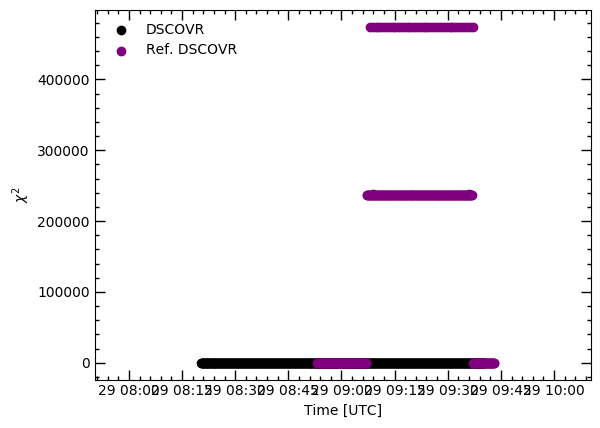 DSCOVR
Ref. DSCOVR
400000
300000
200000
100000
0
χ²
29 08:00 29 08:15 29 08:30 29 08:45 29 09:00 29 09:15 29 09:30 29 09:45 29 10:00
Time [UTC]